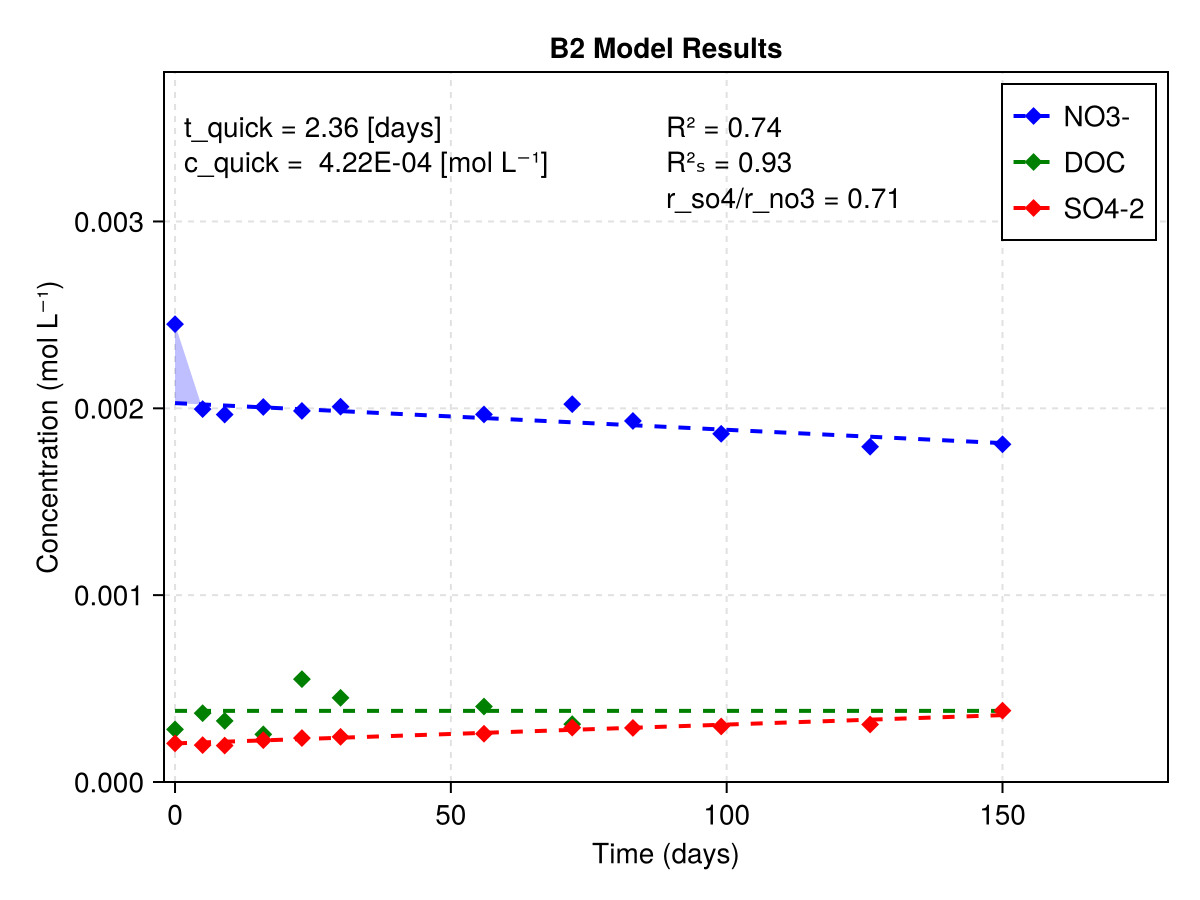 B2 Model Results
t_quick = 2.36 [days]
c_quick =  4.22E-04 [mol L⁻¹]
R² = 0.74
R²ₛ = 0.93
r_so4/r_no3 = 0.71
NO3-
DOC
SO4-2
Concentration (mol L⁻¹)
0.003
0.002
0.001
0.000
0
50
100
150
Time (days)